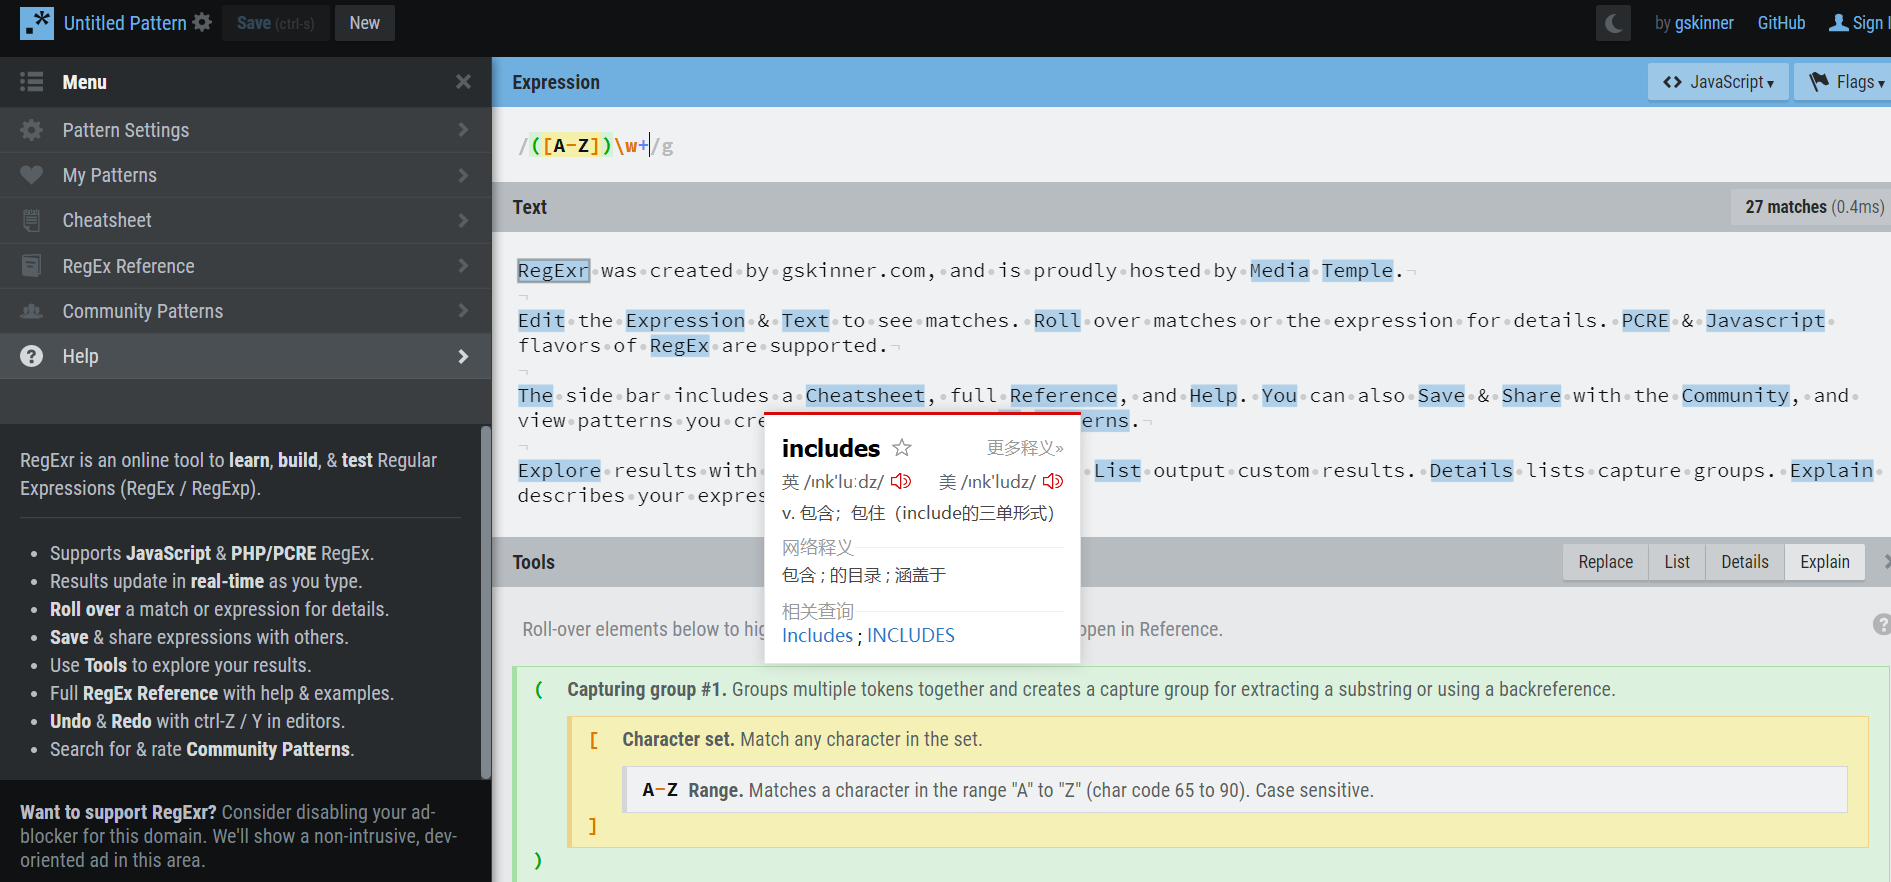 .* Untitled Pattern Save (ctrl-s) New by gskinner GitHub Sign I
Menu
Pattern Settings
My Patterns
Cheatsheet
RegEx Reference
Community Patterns
Help
RegExr is an online tool to learn, build, & test Regular
Expressions (RegEx / RegExp).
• Supports JavaScript & PHP/PCRE RegEx.
• Results update in real-time as you type.
• Roll over a match or expression for details.
• Save & share expressions with others.
• Use Tools to explore your results.
• Full RegEx Reference with help & examples.
• Undo & Redo with ctrl-Z / Y in editors.
• Search for & rate Community Patterns.
Want to support RegExr? Consider disabling your ad-
blocker for this domain. We'll show a non-intrusive, dev-
oriented ad in this area.
Expression <> JavaScript ▾ Flags ▾
/([A-Z])\w+/g
Text 27 matches (0.4ms)
RegExr was created by gskinner.com, and is proudly hosted by Media Temple.
Edit the Expression & Text to see matches. Roll over matches or the expression for details. PCRE & Javascript
flavors of RegEx are supported.
The side bar includes a Cheatsheet, full Reference, and Help. You can also Save & Share with the Community, and
view patterns you cre erns.
Explore results with List output custom results. Details lists capture groups. Explain
describes your expres
includes ☆ 更多释义»
英 /ɪnk'luːdz/ 美 /ɪnk'ludz/
v. 包含；包住（include的三单形式）
网络释义
包含 ; 的目录 ; 涵盖于
相关查询
Includes ; INCLUDES
Tools Replace List Details Explain
Roll-over elements below to hig open in Reference. ?
( Capturing group #1. Groups multiple tokens together and creates a capture group for extracting a substring or using a backreference.
[ Character set. Match any character in the set.
A-Z Range. Matches a character in the range "A" to "Z" (char code 65 to 90). Case sensitive.
]
)